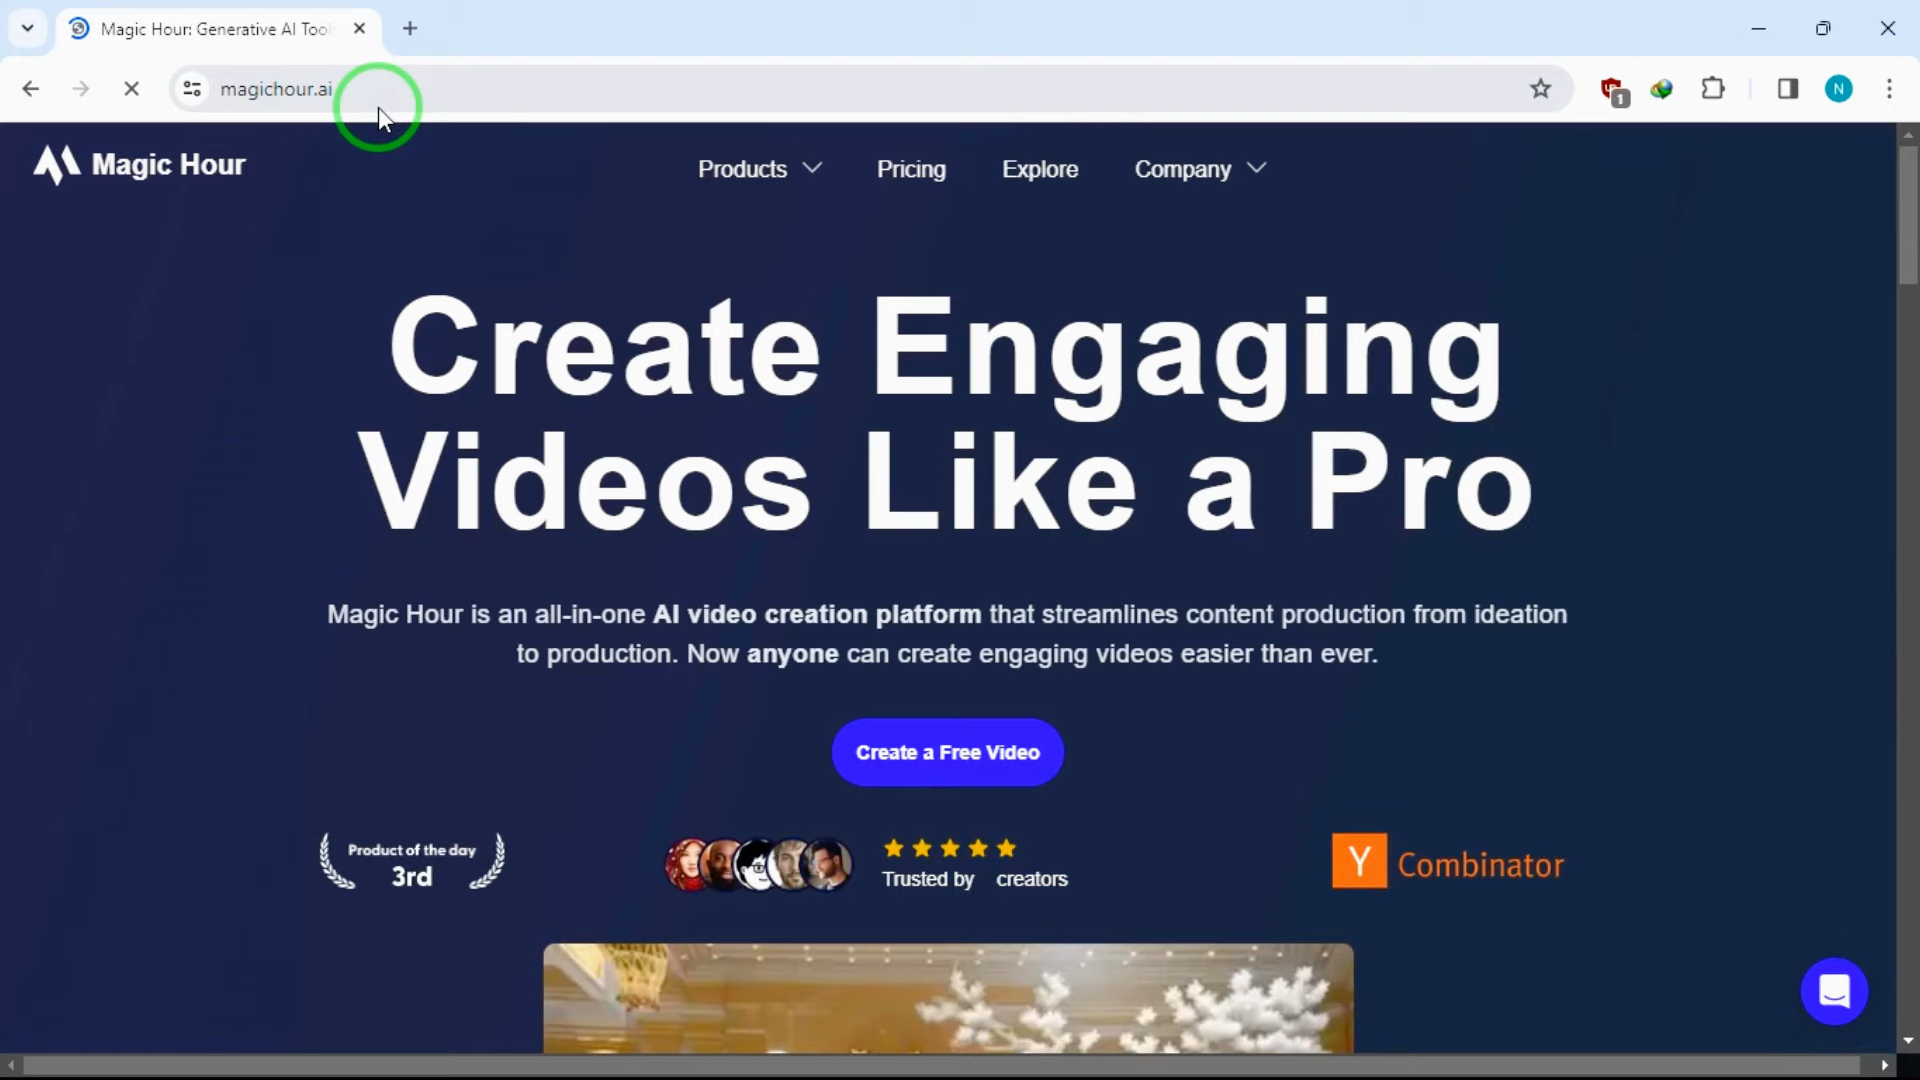 Magic Hour: Generative AI Tool
magichour.ai
1
N
Magic Hour
Products
Pricing
Explore
Company
Create Engaging
Videos Like a Pro
Magic Hour is an all-in-one AI video creation platform that streamlines content production from ideation
to production. Now anyone can create engaging videos easier than ever.
Create a Free Video
Product of the day
3rd
Trusted by creators
Y Combinator